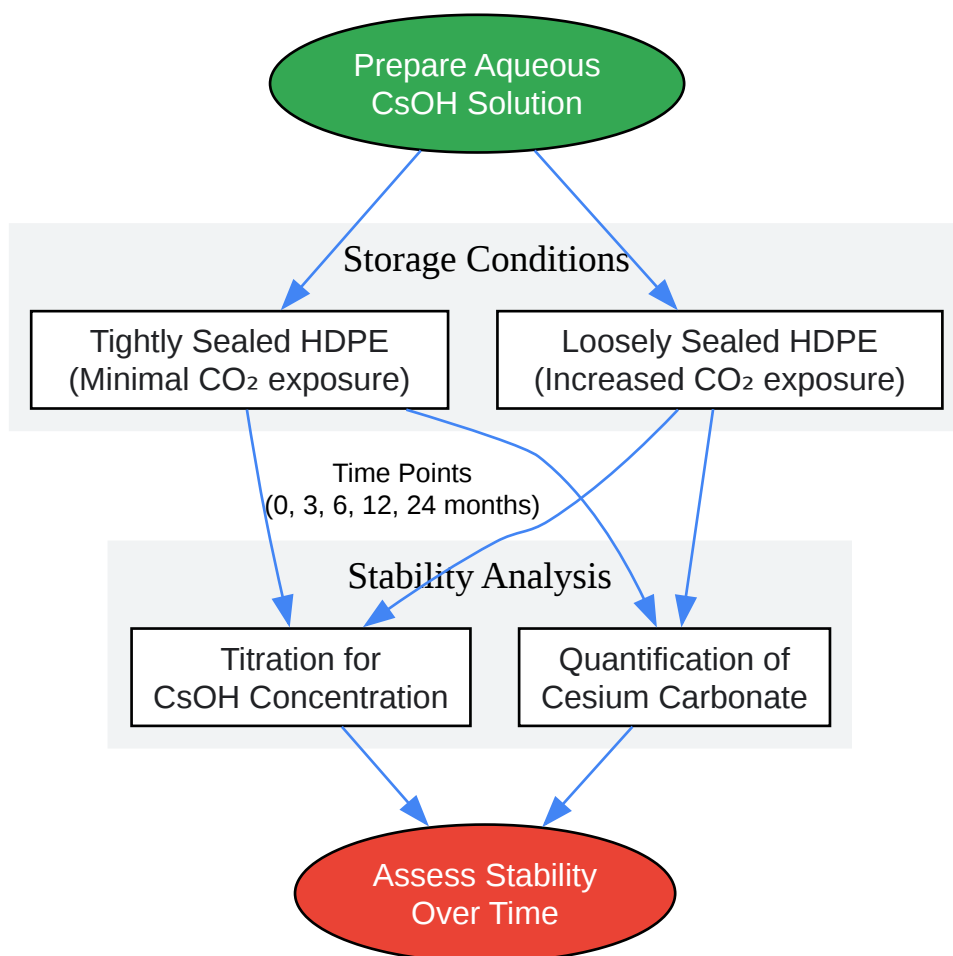 Prepare Aqueous
CsOH Solution
Storage Conditions
Tightly Sealed HDPE
(Minimal CO₂ exposure)
Loosely Sealed HDPE
(Increased CO₂ exposure)
Time Points
(0, 3, 6, 12, 24 months)
Stability Analysis
Titration for
CsOH Concentration
Quantification of
Cesium Carbonate
Assess Stability
Over Time